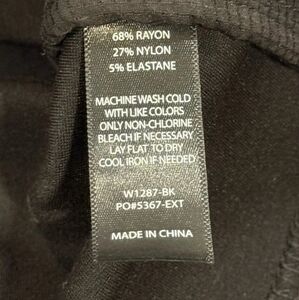 68% RAYON
27% NYLON
5% ELASTANE
MACHINE WASH COLD
WITH LIKE COLORS
ONLY NON-CHLORINE
BLEACH IF NECESSARY
LAY FLAT TO DRY
COOL IRON IF NEEDED
W1287-BK
PO#5367-EXT
MADE IN CHINA